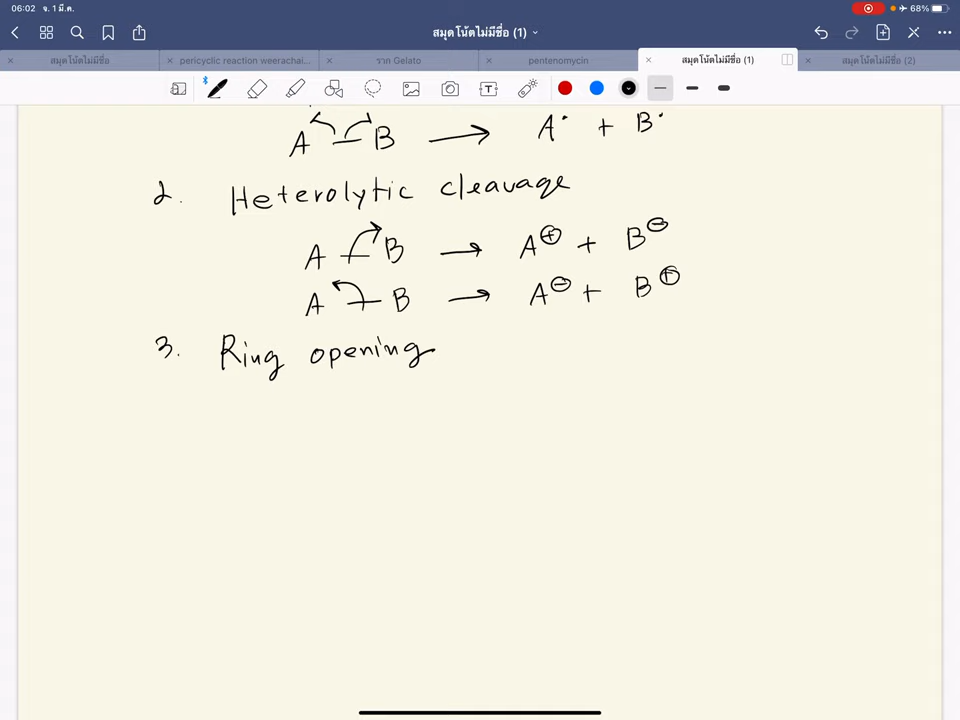 06:02 จ. 1 มี.ค. 68%
สมุดโน้ตไม่มีชื่อ (1)
สมุดโน้ตไม่มีชื่อ pericyclic reaction weerachai... ราก Gelato pentenomycin สมุดโน้ตไม่มีชื่อ (1) สมุดโน้ตไม่มีชื่อ (2)
A — B → A• + B•
2. Heterolytic cleavage
A — B → A⊕ + B⊖
A — B → A⊖ + B⊕
3. Ring opening